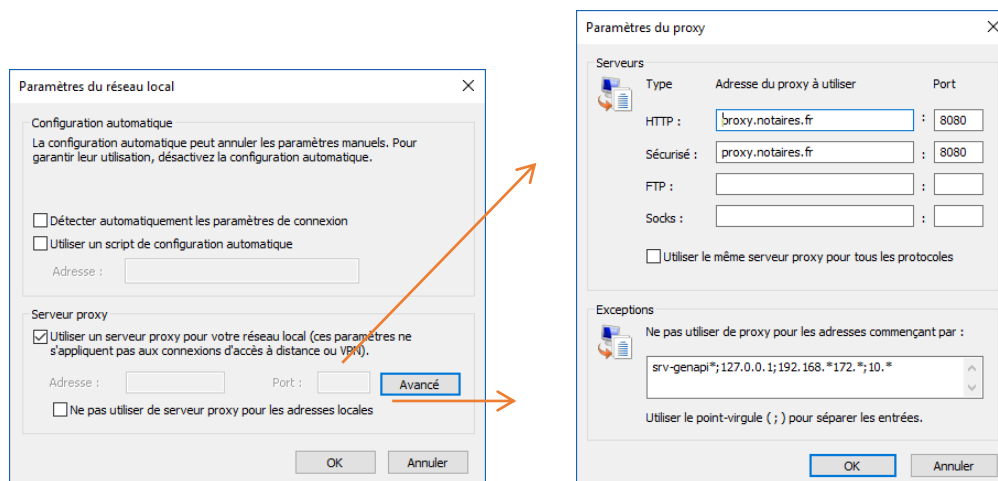 Paramètres du réseau local
Configuration automatique
La configuration automatique peut annuler les paramètres manuels. Pour
garantir leur utilisation, désactivez la configuration automatique.
Détecter automatiquement les paramètres de connexion
Utiliser un script de configuration automatique
Adresse :
Serveur proxy
Utiliser un serveur proxy pour votre réseau local (ces paramètres ne
s'appliquent pas aux connexions d'accès à distance ou VPN).
Adresse : Port : Avancé
Ne pas utiliser de serveur proxy pour les adresses locales
OK Annuler
Paramètres du proxy
Serveurs
Type Adresse du proxy à utiliser Port
HTTP : proxy.notaires.fr : 8080
Sécurisé : proxy.notaires.fr : 8080
FTP : :
Socks : :
Utiliser le même serveur proxy pour tous les protocoles
Exceptions
Ne pas utiliser de proxy pour les adresses commençant par :
srv-genapi*;127.0.0.1;192.168.*172.*;10.*
Utiliser le point-virgule ( ; ) pour séparer les entrées.
OK Annuler